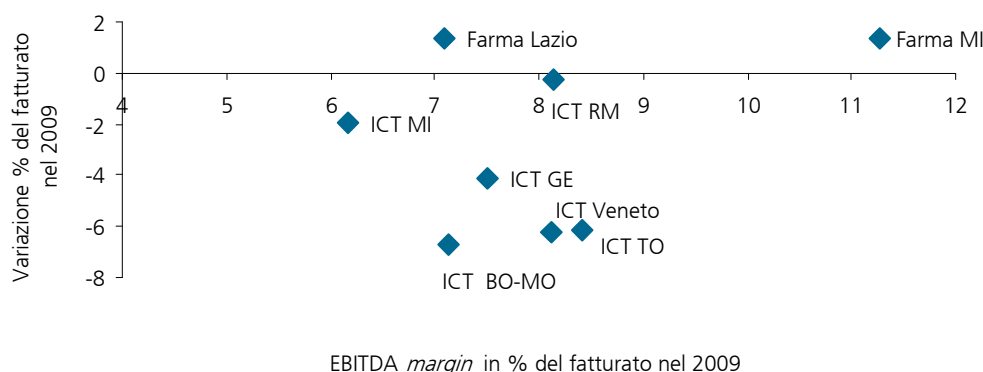 Variazione % del fatturato
nel 2009
2
0
-2
-4
-6
-8
4
5
6
7
8
9
10
11
12
Farma Lazio
Farma MI
ICT RM
ICT MI
ICT GE
ICT Veneto
ICT TO
ICT BO-MO
EBITDA margin in % del fatturato nel 2009